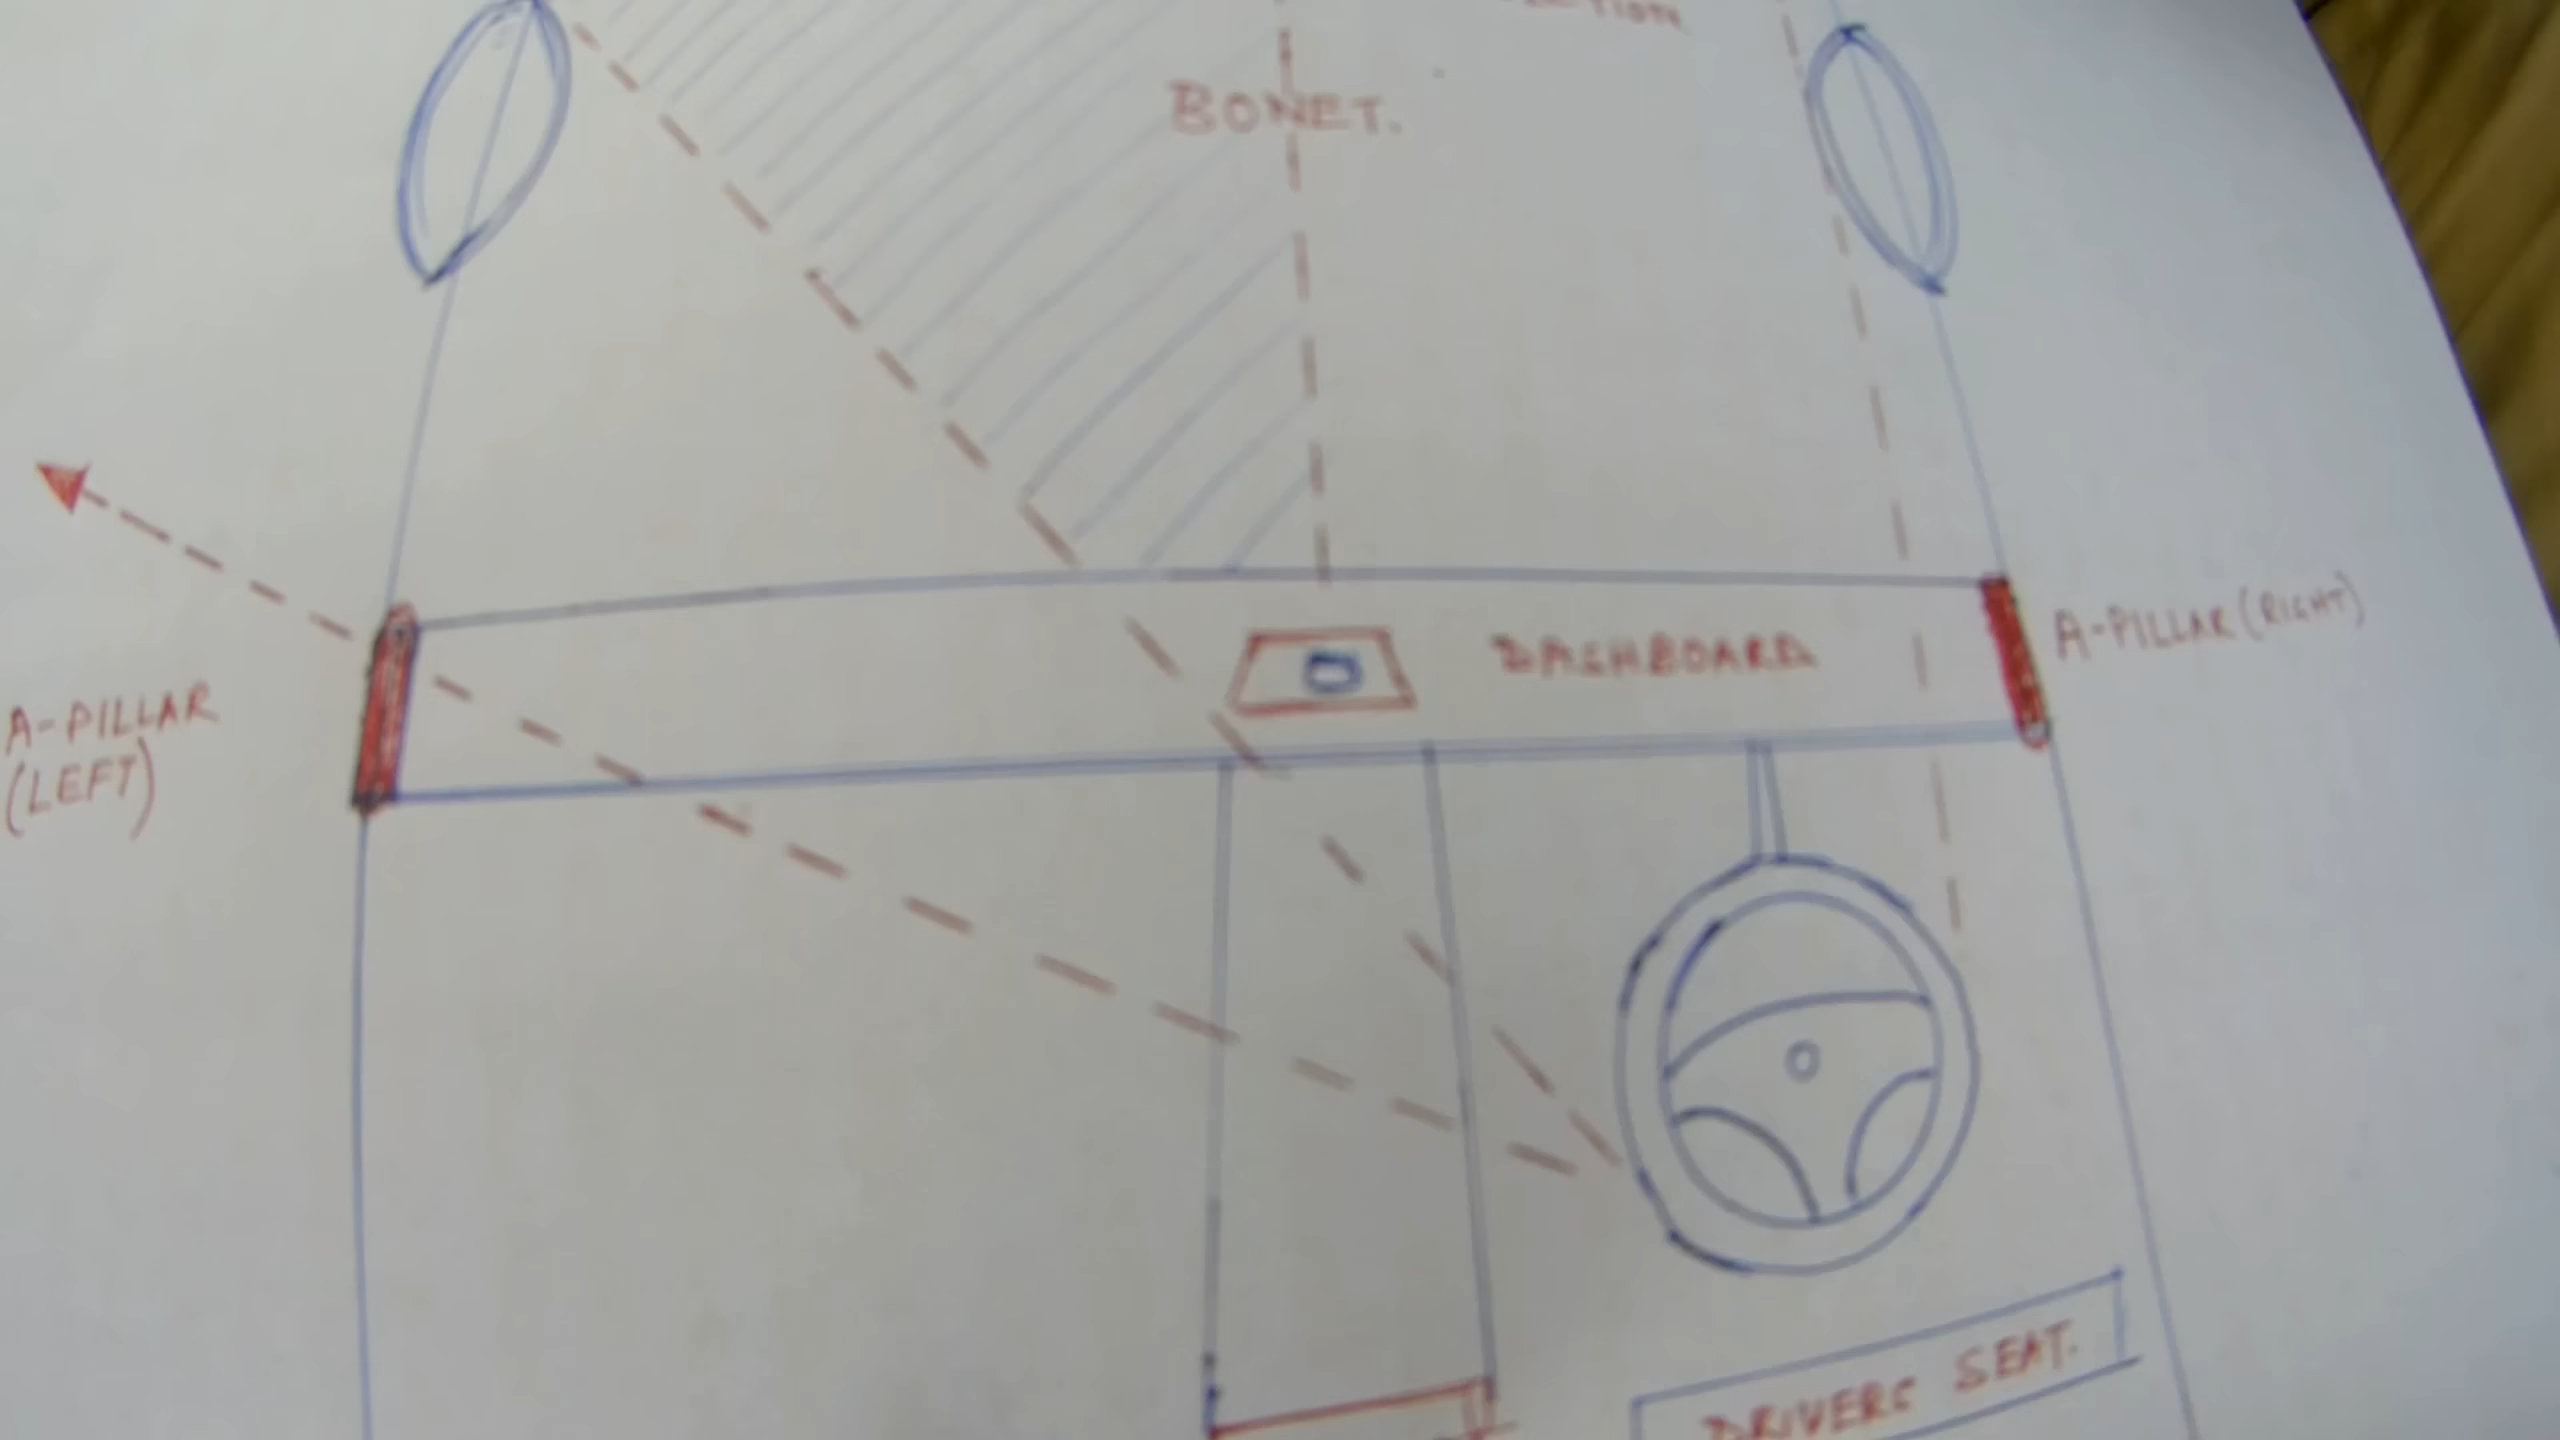 BONET.
DASHBOARD
A-PILLAR (RIGHT)
A-PILLAR
(LEFT)
DRIVERS SEAT.